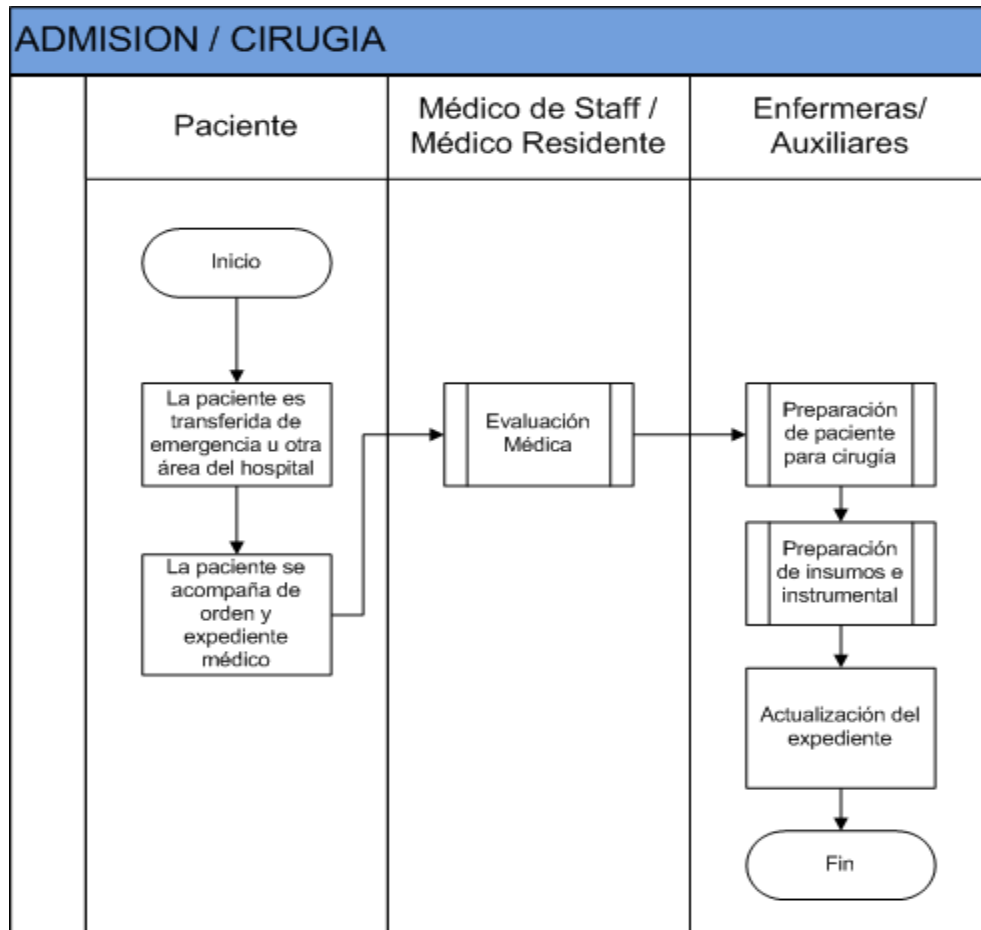 ADMISION / CIRUGIA
Paciente
Médico de Staff /
Médico Residente
Enfermeras/
Auxiliares
Inicio
La paciente es
transferida de
emergencia u otra
área del hospital
La paciente se
acompaña de
orden y
expediente
médico
Evaluación
Médica
Preparación
de paciente
para cirugía
Preparación
de insumos e
instrumental
Actualización del
expediente
Fin